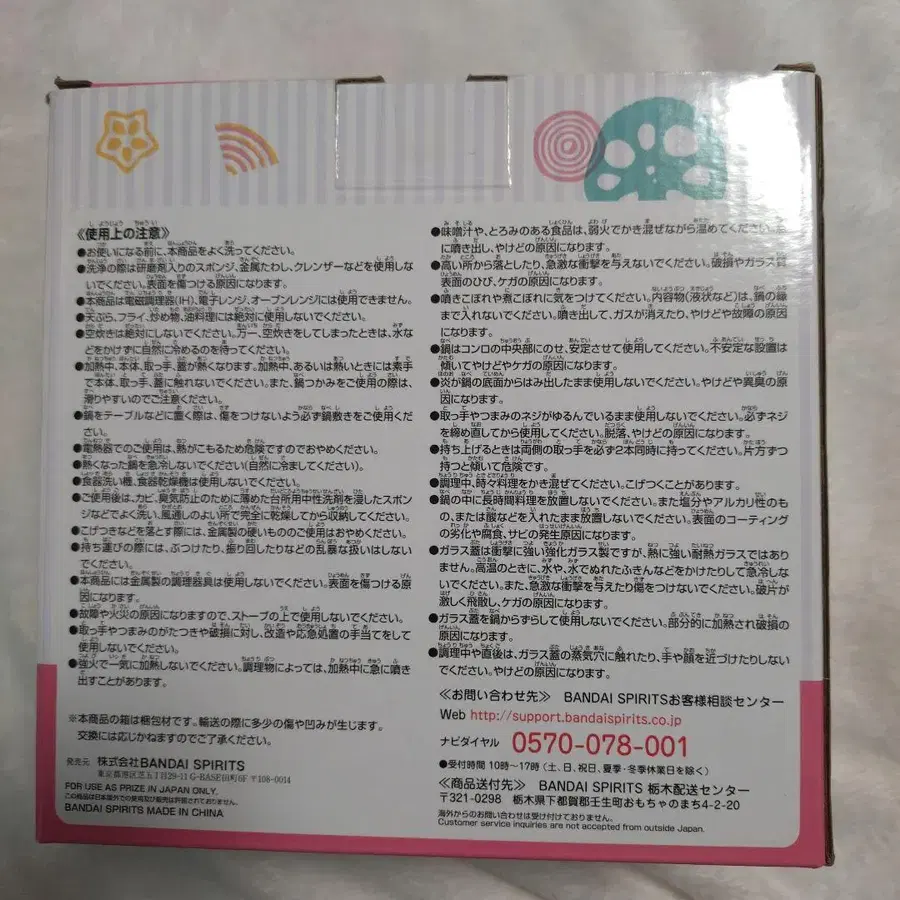 《使用上の注意》
●お使いになる前に、本商品をよく洗ってください。
●洗浄の際は研磨剤入りのスポンジ、金属たわし、クレンザーなどを使用しな
いでください。表面を傷つける原因になります。
●本商品は電磁調理器(IH)、電子レンジ、オーブンレンジには使用できません。
●天ぷら、フライ、炒め物、油料理には絶対に使用しないでください。
●空炊きは絶対にしないでください。万一、空炊きをしてしまったときは、水な
どをかけずに自然に冷めるのを待ってください。
●加熱中、本体、取っ手、蓋が熱くなります。加熱中、あるいは熱いときには素手
で本体、取っ手、蓋に触れないでください。また、鍋つかみをご使用の際は、
滑りやすいのでご注意ください。
●鍋をテーブルなどに置く際は、傷をつけないよう必ず鍋敷きをご使用くだ
さい。
●電熱器でのご使用は、熱がこもるため危険ですのでおやめください。
●熱くなった鍋を急冷しないでください(自然に冷ましてください)。
●食器洗い機、食器乾燥機は使用しないでください。
●ご使用後は、カビ、臭気防止のために薄めた台所用中性洗剤を浸したスポン
ジなどでよく洗い、風通しのよい所で完全に乾燥してから収納してください。
●こげつきなどを落とす際には、金属製の硬いもののご使用はおやめください。
●持ち運びの際には、ぶつけたり、振り回したりなどの乱暴な扱いはしない
でください。
●本商品には金属製の調理器具は使用しないでください。表面を傷つける原
因になります。
●故障や火災の原因になりますので、ストーブの上で使用しないでください。
●取っ手やつまみのがたつきや破損に対し、改造や応急処置の手当てをして
使用しないでください。
●強火で一気に加熱しないでください。調理物によっては、加熱中に急に噴き
出すことがあります。
※本商品の箱は梱包材です。輸送の際に多少の傷や凹みが生じます。
交換には応じかねますのでご了承ください。
発売元 株式会社BANDAI SPIRITS
東京都港区芝五丁目29-11 G-BASE田町6F 〒108-0014
FOR USE AS PRIZE IN JAPAN ONLY.
この商品は日本国外での使用及び販売は許諾されておりません。
BANDAI SPIRITS MADE IN CHINA
●味噌汁や、とろみのある食品は、弱火でかき混ぜながら温めてください。
に噴き出し、やけどの原因になります。
●高い所から落としたり、急激な衝撃を与えないでください。破損やガラス質
表面のひび、ケガの原因になります。
●噴きこぼれや煮こぼれに気をつけてください。内容物(液状など)は、鍋の縁
まで入れないでください。噴き出して、ガスが消えたり、やけどや故障の原因
になります。
●鍋はコンロの中央部にのせ、安定させて使用してください。不安定な設置は
傾いてやけどやケガの原因になります。
●炎が鍋の底面からはみ出したまま使用しないでください。やけどや異臭の原
因になります。
●取っ手やつまみのネジがゆるんでいるまま使用しないでください。必ずネジ
を締め直してから使用してください。脱落、やけどの原因になります。
●持ち上げるときは両側の取っ手を必ず2本同時に持ってください。片方ずつ
持つと傾いて危険です。
●調理中、時々料理をかき混ぜてください。こげつくことがあります。
●鍋の中に長時間料理を放置しないでください。また塩分やアルカリ性のも
の、または酸などを入れたまま放置しないでください。表面のコーティング
の劣化や腐食、サビの発生原因になります。
●ガラス蓋は衝撃に強い強化ガラス製ですが、熱に強い耐熱ガラスではあり
ません。高温のときに、水や、水でぬれたふきんなどをかけたりして急冷しな
いでください。また、急激な衝撃を与えたり傷をつけないでください。破片が
激しく飛散し、ケガの原因になります。
●ガラス蓋を鍋からずらして使用しないでください。部分的に加熱され破損の
原因になります。
●調理中や直後は、ガラス蓋の蒸気穴に触れたり、手や顔を近づけたりしない
でください。やけどの原因になります。
≪お問い合わせ先≫ BANDAI SPIRITSお客様相談センター
Web http://support.bandaispirits.co.jp
ナビダイヤル 0570-078-001
●受付時間 10時〜17時(土、日、祝日、夏季・冬季休業日を除く)
≪商品送付先≫ BANDAI SPIRITS 栃木配送センター
〒321-0298 栃木県下都賀郡壬生町おもちゃのまち4-2-20
海外からのお問い合わせは受け付けておりません。
Customer service inquiries are not accepted from outside Japan.